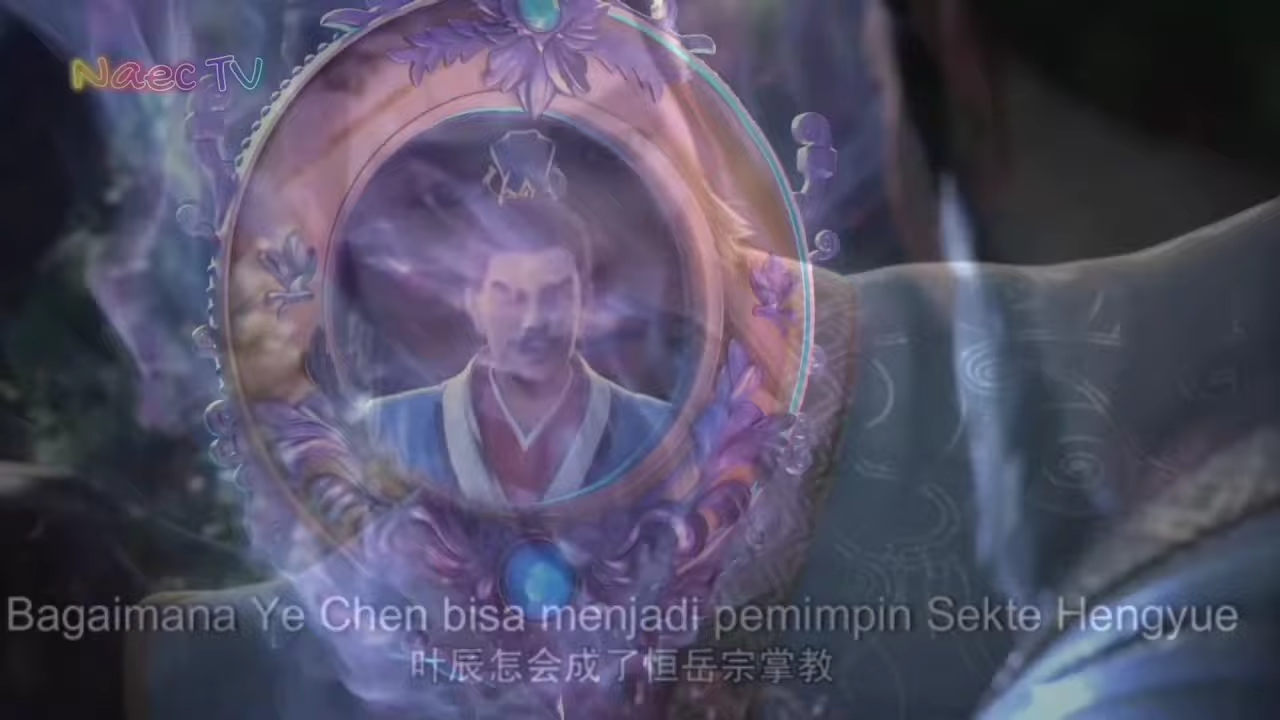 Naec TV
Bagaimana Ye Chen bisa menjadi pemimpin Sekte Hengyue
叶辰怎会成了恒岳宗掌教